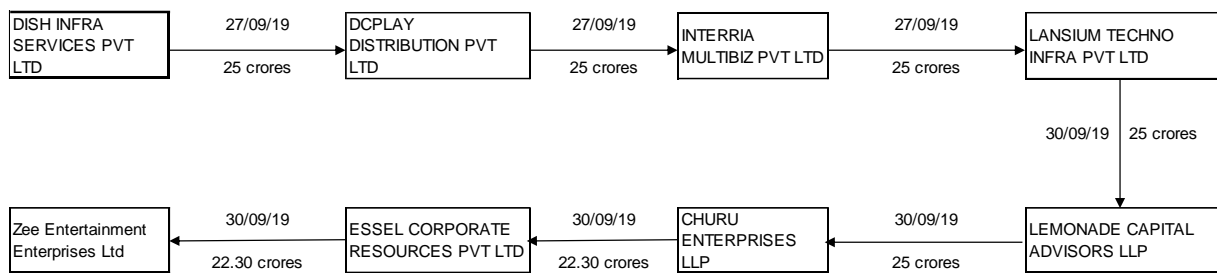 DISH INFRA
SERVICES PVT
LTD
27/09/19
25 crores
DCPLAY
DISTRIBUTION PVT
LTD
27/09/19
25 crores
INTERRIA
MULTIBIZ PVT LTD
27/09/19
25 crores
LANSIUM TECHNO
INFRA PVT LTD
30/09/19
25 crores
Zee Entertainment
Enterprises Ltd
30/09/19
22.30 crores
ESSEL CORPORATE
RESOURCES PVT LTD
30/09/19
22.30 crores
CHURU
ENTERPRISES
LLP
30/09/19
25 crores
LEMONADE CAPITAL
ADVISORS LLP